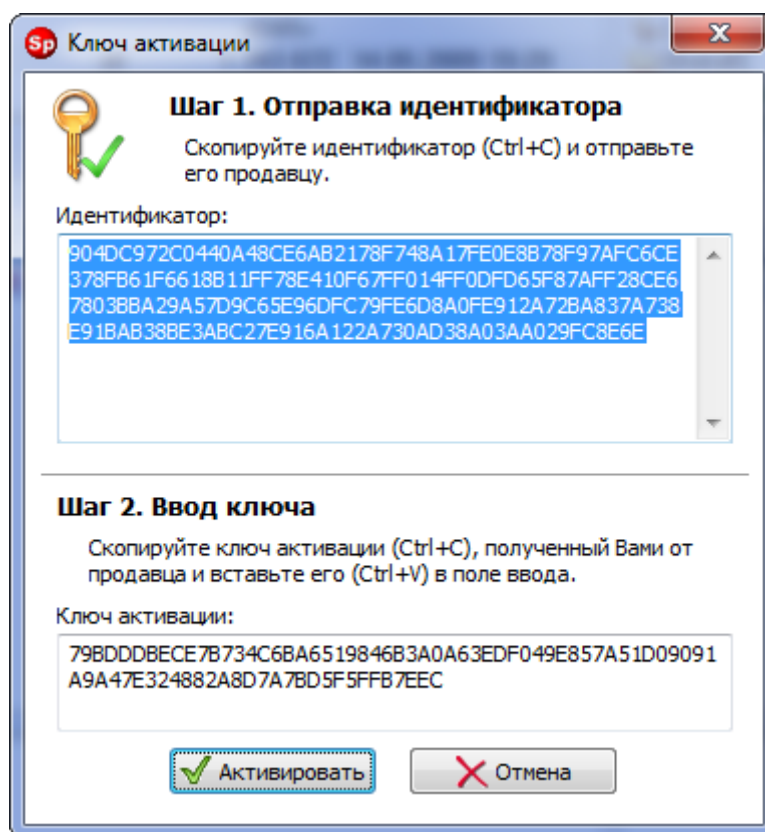 Sp Ключ активации
Шаг 1. Отправка идентификатора
Скопируйте идентификатор (Ctrl+C) и отправьте
его продавцу.
Идентификатор:
904DC972C0440A48CE6AB2178F748A17FE0E8B78F97AFC6CE
378FB61F6618B11FF78E410F67FF014FF0DFD65F87AFF28CE6
7803BBA29A57D9C65E96DFC79FE6D8A0FE912A72BA837A738
E91BAB38BE3ABC27E916A122A730AD38A03AA029FC8E6E
Шаг 2. Ввод ключа
Скопируйте ключ активации (Ctrl+C), полученный Вами от
продавца и вставьте его (Ctrl+V) в поле ввода.
Ключ активации:
79BDDDBECE7B734C6BA6519846B3A0A63EDF049E857A51D09091
A9A47E324882A8D7A7BD5F5FFB7EEC
Активировать
Отмена